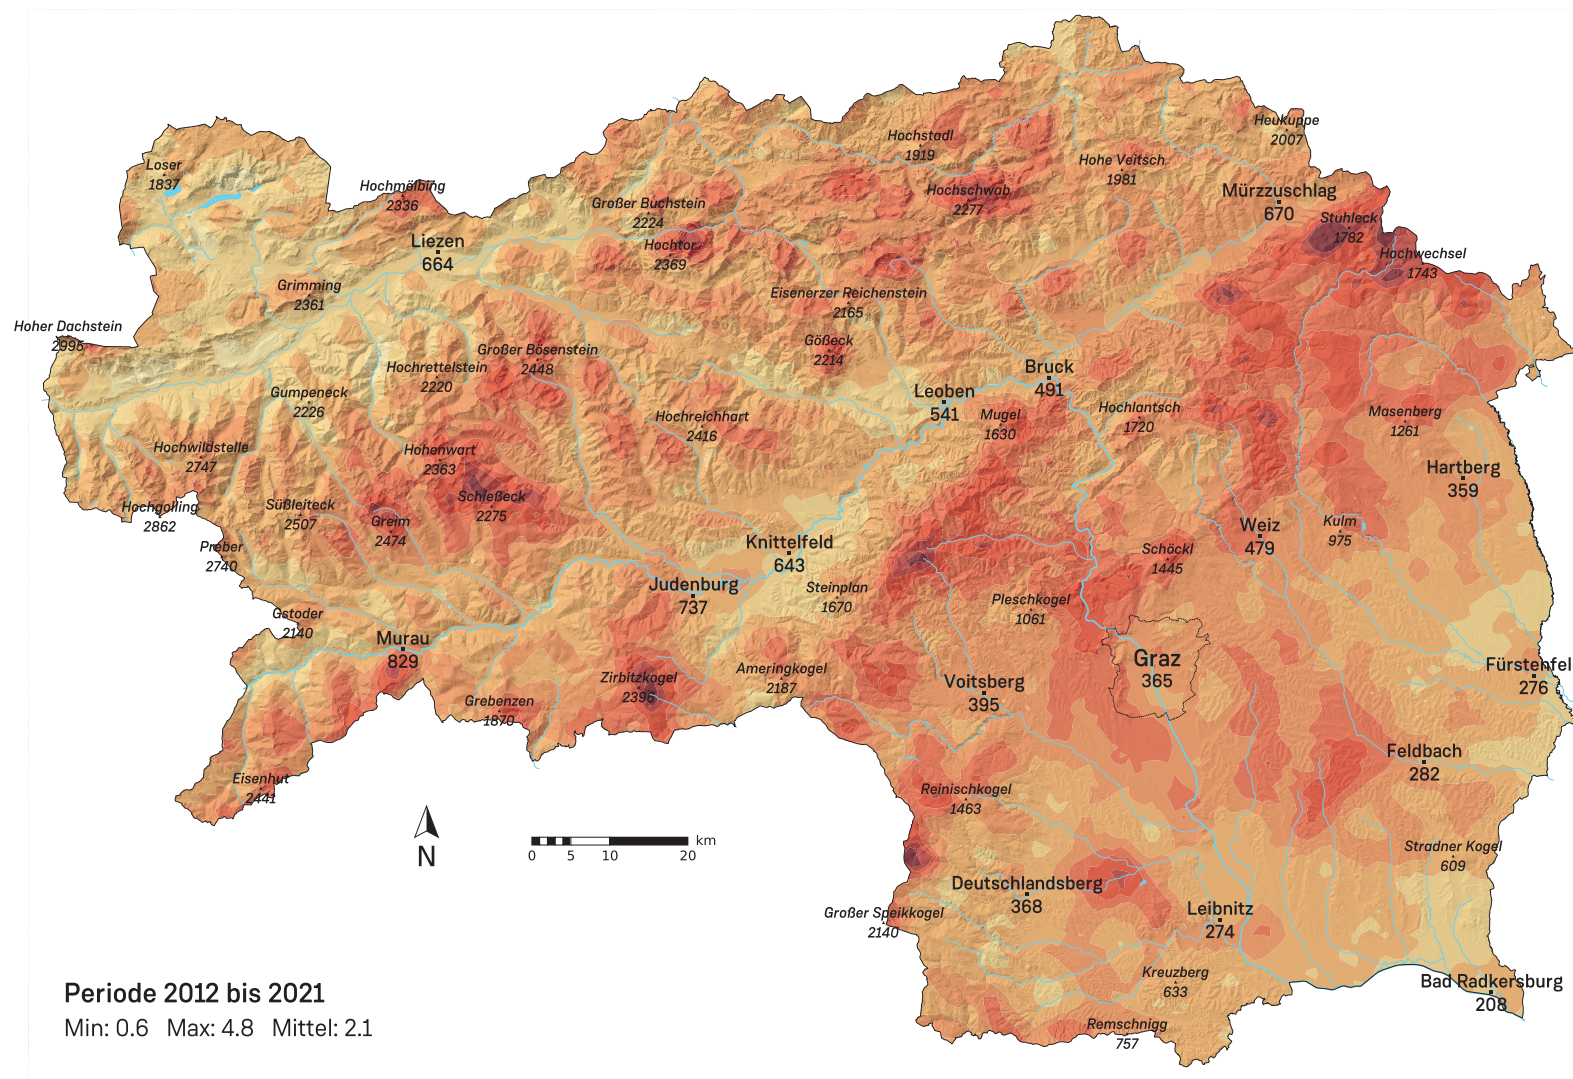 Heukuppe
2007
Hochstadl
1919
Hohe Veitsch
1981
Loser
1837
Hochmölbing
2336
Hochschwab
2277
Mürzzuschlag
670
Großer Buchstein
2224
Stuhleck
1782
Liezen
664
Hochtor
2369
Hochwechsel
1743
Grimming
2361
Eisenerzer Reichenstein
2165
Hoher Dachstein
2995
Gößeck
2214
Großer Bösenstein
2448
Hochrettelstein
2220
Bruck
491
Gumpeneck
2226
Leoben
541
Hochreichhart
2416
Mugel
1630
Hochlantsch
1720
Masenberg
1261
Hochwildstelle
2747
Hohenwart
2363
Hartberg
359
Schießeck
2275
Hochgolling
2862
Süßleiteck
2507
Greim
2474
Weiz
479
Kulm
975
Knittelfeld
643
Preber
2740
Schöckl
1445
Judenburg
737
Steinplan
1670
Pleschkogel
1061
Gstoder
2140
Murau
829
Graz
365
Zirbitzkogel
2396
Ameringkogel
2187
Voitsberg
395
Fürstenfel
276
Grebenzen
1870
Feldbach
282
Eisenhut
2441
Reinischkogel
1463
N
0 5 10 20 km
Stradner Kogel
609
Deutschlandsberg
368
Großer Speikkogel
2140
Leibnitz
274
Kreuzberg
633
Bad Radkersburg
208
Remschnigg
757
Periode 2012 bis 2021
Min: 0.6 Max: 4.8 Mittel: 2.1